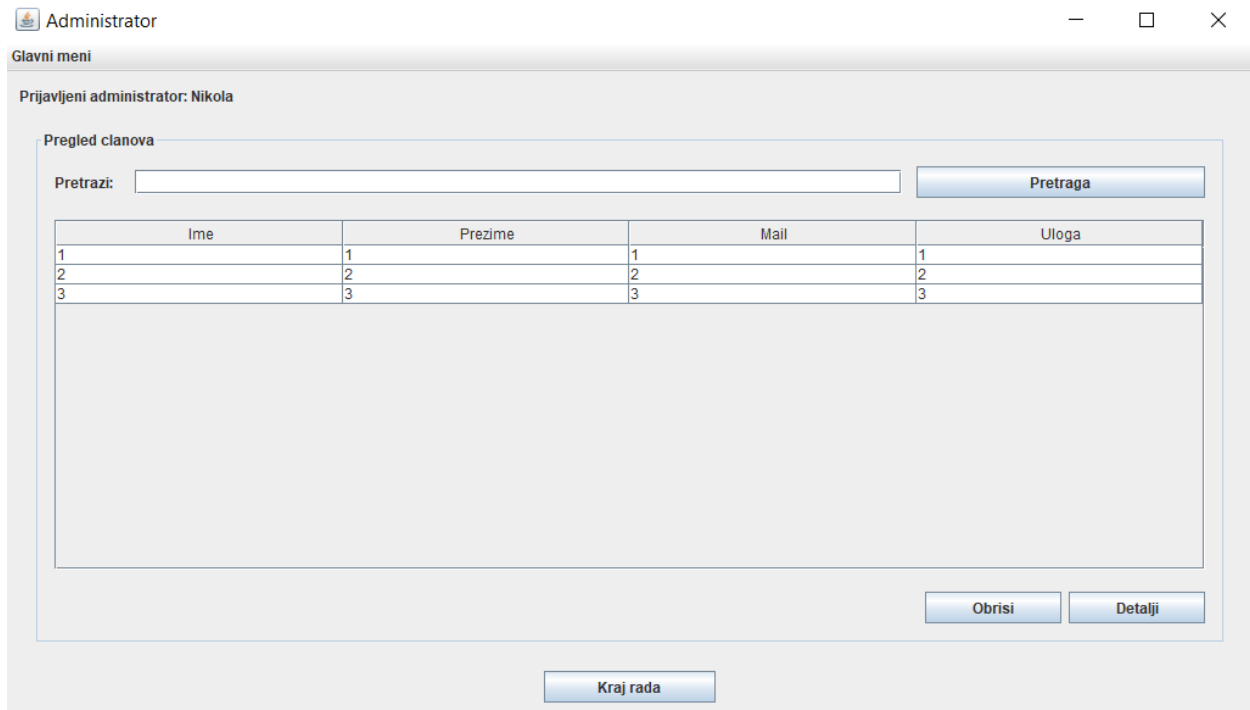 Administrator
Glavni meni
Prijavljeni administrator: Nikola
Pregled clanova
Pretrazi: Pretraga
Ime Prezime Mail Uloga
1 1 1 1
2 2 2 2
3 3 3 3
Obrisi Detalji
Kraj rada